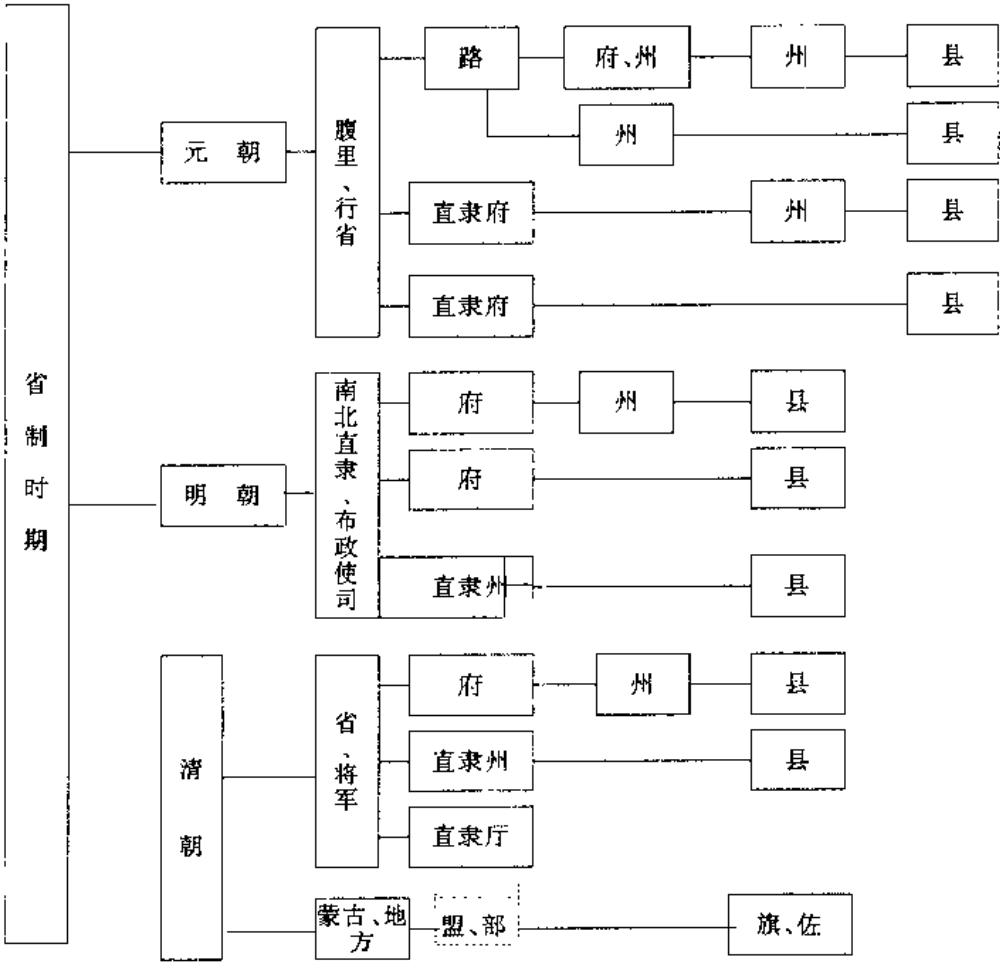 省制时期
元 朝
腹里、行省
路
府、州
州
县
州
县
直隶府
州
县
直隶府
县
明 朝
南北直隶、布政使司
府
州
县
府
县
直隶州
县
清朝
省、将军
府
州
县
直隶州
县
直隶厅
蒙古、地
方
盟、部
旗、佐